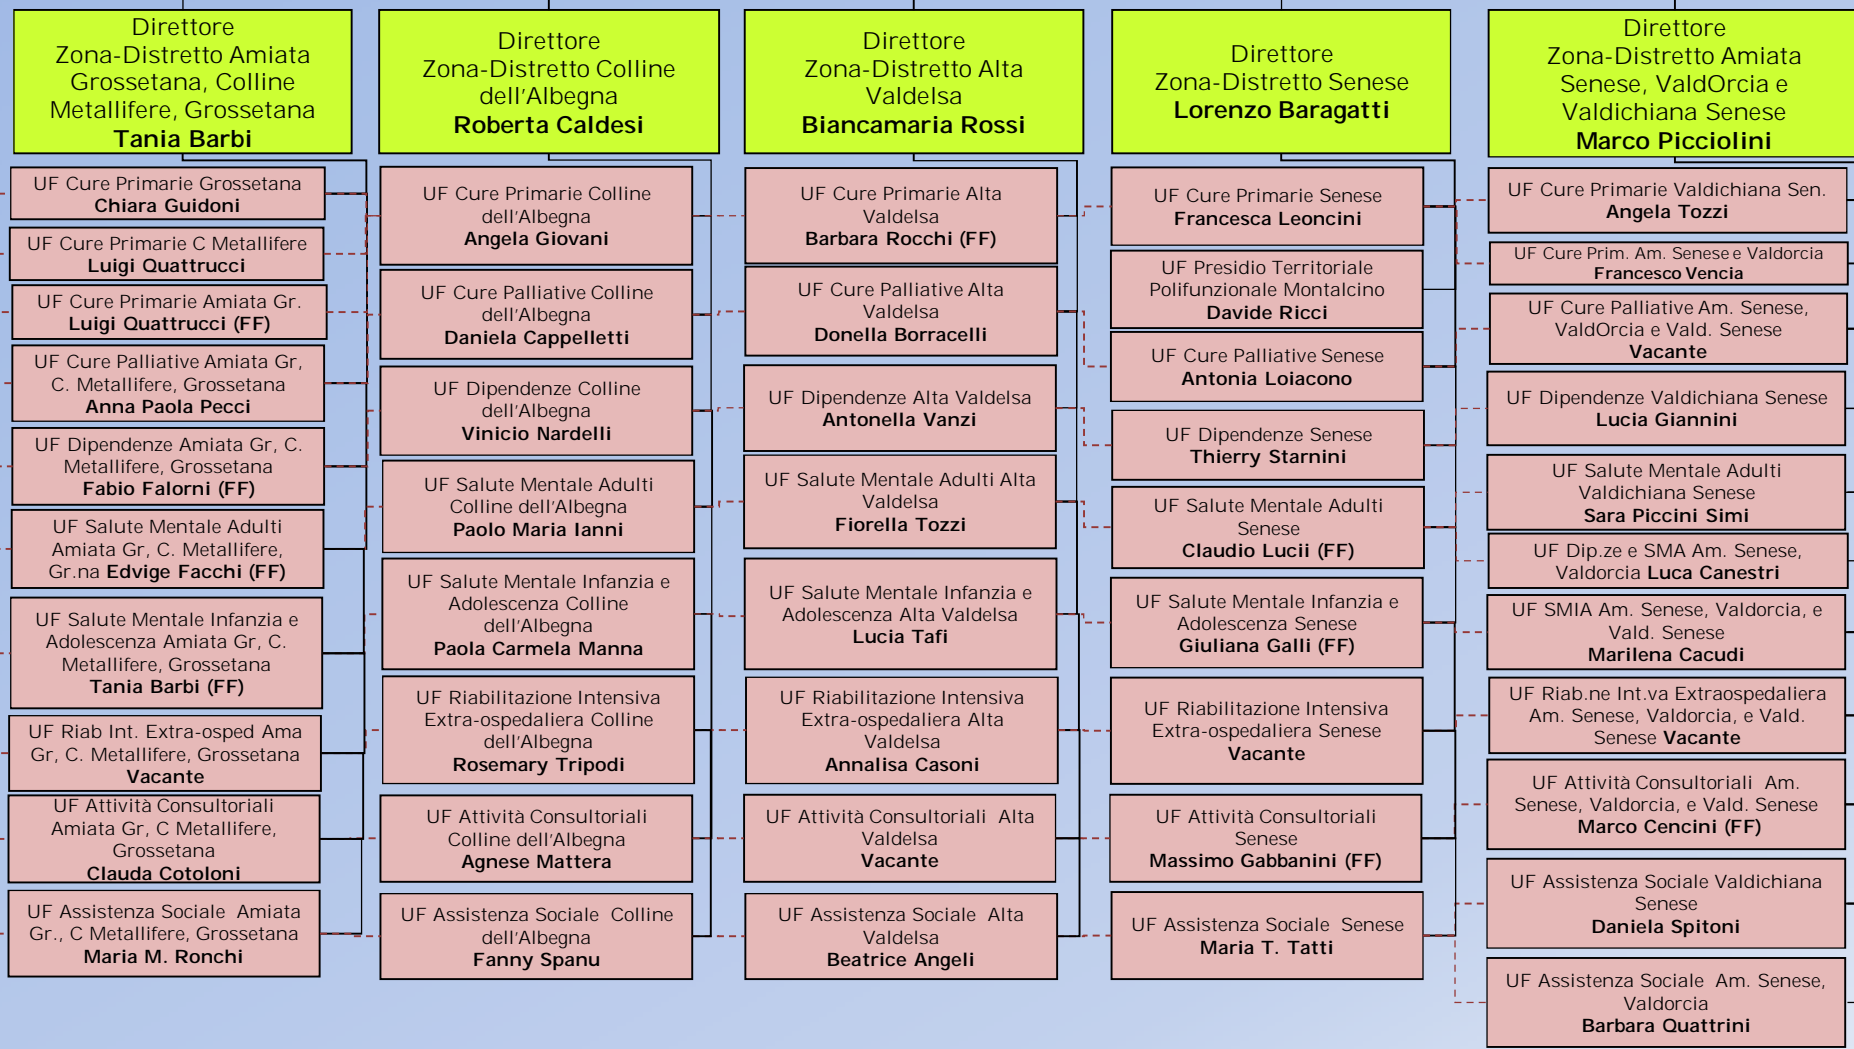 Direttore
Zona-Distretto Amiata
Grossetana, Colline
Metallifere, Grossetana
Tania Barbi
UF Cure Primarie Grossetana
Chiara Guidoni
UF Cure Primarie C Metallifere
Luigi Quattrucci
UF Cure Primarie Amiata Gr.
Luigi Quattrucci (FF)
UF Cure Palliative Amiata Gr,
C. Metallifere, Grossetana
Anna Paola Pecci
UF Dipendenze Amiata Gr, C.
Metallifere, Grossetana
Fabio Falorni (FF)
UF Salute Mentale Adulti
Amiata Gr, C. Metallifere,
Gr.na Edvige Facchi (FF)
UF Salute Mentale Infanzia e
Adolescenza Amiata Gr, C.
Metallifere, Grossetana
Tania Barbi (FF)
UF Riab Int. Extra-osped Ama
Gr, C. Metallifere, Grossetana
Vacante
UF Attività Consultoriali
Amiata Gr, C Metallifere,
Grossetana
Clauda Cotoloni
UF Assistenza Sociale Amiata
Gr., C Metallifere, Grossetana
Maria M. Ronchi
Direttore
Zona-Distretto Colline
dell'Albegna
Roberta Caldesi
UF Cure Primarie Colline
dell'Albegna
Angela Giovani
UF Cure Palliative Colline
dell'Albegna
Daniela Cappelletti
UF Dipendenze Colline
dell'Albegna
Vinicio Nardelli
UF Salute Mentale Adulti
Colline dell'Albegna
Paolo Maria Ianni
UF Salute Mentale Infanzia e
Adolescenza Colline
dell'Albegna
Paola Carmela Manna
UF Riabilitazione Intensiva
Extra-ospedaliera Colline
dell'Albegna
Rosemary Tripodi
UF Attività Consultoriali
Colline dell'Albegna
Agnese Mattera
UF Assistenza Sociale Colline
dell'Albegna
Fanny Spanu
Direttore
Zona-Distretto Alta
Valdelsa
Biancamaria Rossi
UF Cure Primarie Alta
Valdelsa
Barbara Rocchi (FF)
UF Cure Palliative Alta
Valdelsa
Donella Borracelli
UF Dipendenze Alta Valdelsa
Antonella Vanzi
UF Salute Mentale Adulti Alta
Valdelsa
Fiorella Tozzi
UF Salute Mentale Infanzia e
Adolescenza Alta Valdelsa
Lucia Tafi
UF Riabilitazione Intensiva
Extra-ospedaliera Alta
Valdelsa
Annalisa Casoni
UF Attività Consultoriali Alta
Valdelsa
Vacante
UF Assistenza Sociale Alta
Valdelsa
Beatrice Angeli
Direttore
Zona-Distretto Senese
Lorenzo Baragatti
UF Cure Primarie Senese
Francesca Leoncini
UF Presidio Territoriale
Polifunzionale Montalcino
Davide Ricci
UF Cure Palliative Senese
Antonia Loiacono
UF Dipendenze Senese
Thierry Starnini
UF Salute Mentale Adulti
Senese
Claudio Lucii (FF)
UF Salute Mentale Infanzia e
Adolescenza Senese
Giuliana Galli (FF)
UF Riabilitazione Intensiva
Extra-ospedaliera Senese
Vacante
UF Attività Consultoriali
Senese
Massimo Gabbanini (FF)
UF Assistenza Sociale Senese
Maria T. Tatti
Direttore
Zona-Distretto Amiata
Senese, ValdOrcia e
Valdichiana Senese
Marco Picciolini
UF Cure Primarie Valdichiana Sen.
Angela Tozzi
UF Cure Prim. Am. Senese e Valdorcia
Francesco Vencia
UF Cure Palliative Am. Senese,
ValdOrcia e Vald. Senese
Vacante
UF Dipendenze Valdichiana Senese
Lucia Giannini
UF Salute Mentale Adulti
Valdichiana Senese
Sara Piccini Simi
UF Dip.ze e SMA Am. Senese,
Valdorcia Luca Canestri
UF SMIA Am. Senese, Valdorcia, e
Vald. Senese
Marilena Cacudi
UF Riab.ne Int.va Extraospedaliera
Am. Senese, Valdorcia, e Vald.
Senese Vacante
UF Attività Consultoriali Am.
Senese, Valdorcia, e Vald. Senese
Marco Cencini (FF)
UF Assistenza Sociale Valdichiana
Senese
Daniela Spitoni
UF Assistenza Sociale Am. Senese,
Valdorcia
Barbara Quattrini